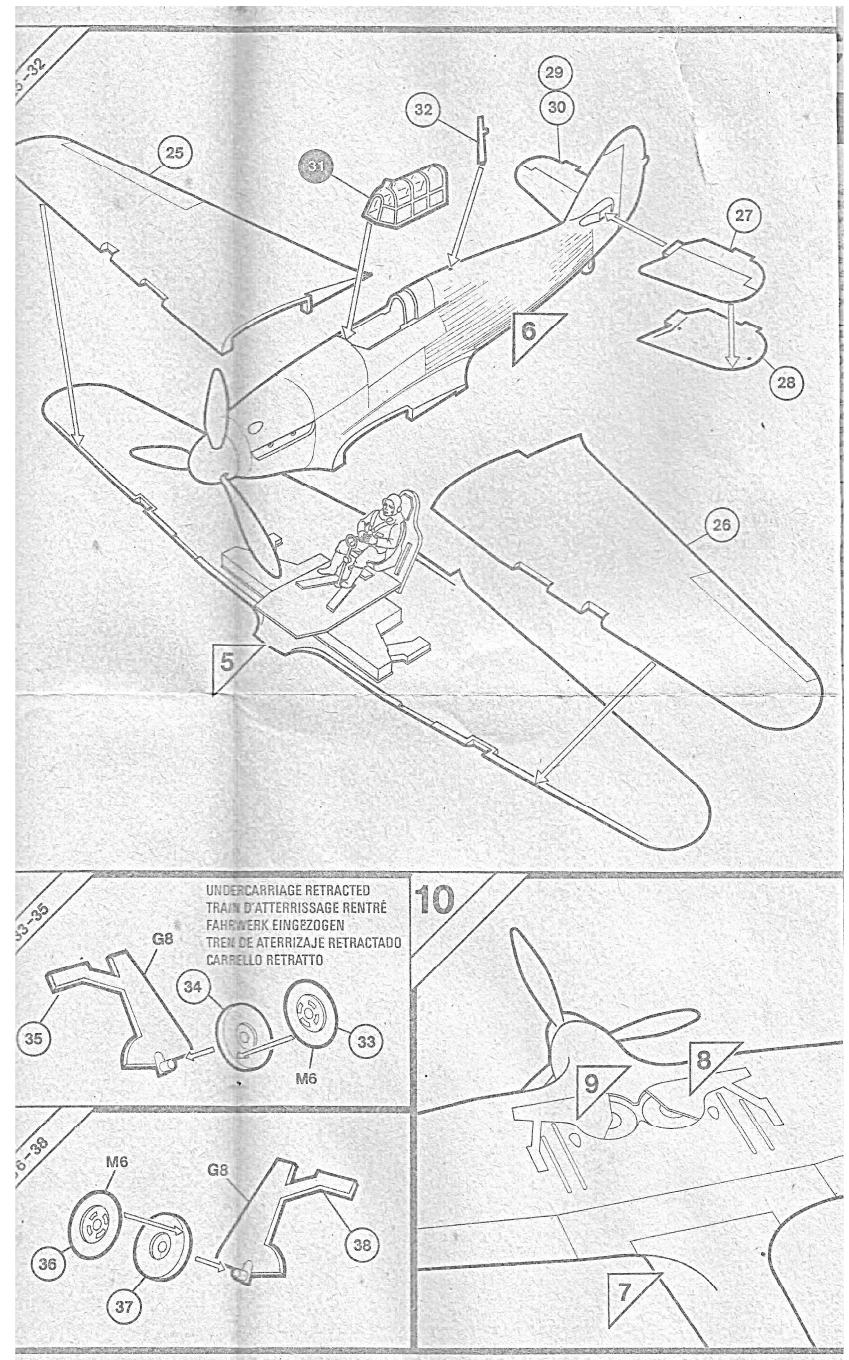 -32
29
30
32
25
31
27
6
28
26
5
33-35
UNDERCARRIAGE RETRACTED
TRAIN D'ATTERRISSAGE RENTRÉ
FAHRWERK EINGEZOGEN
TREN DE ATERRIZAJE RETRACTADO
CARRELLO RETRATTO
G8
34
35
33
M6
10
8
9
6-38
M6
G8
36
38
37
7